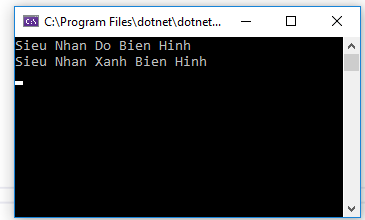 C:\Program Files\dotnet\dotnet...
Sieu Nhan Do Bien Hinh
Sieu Nhan Xanh Bien Hinh